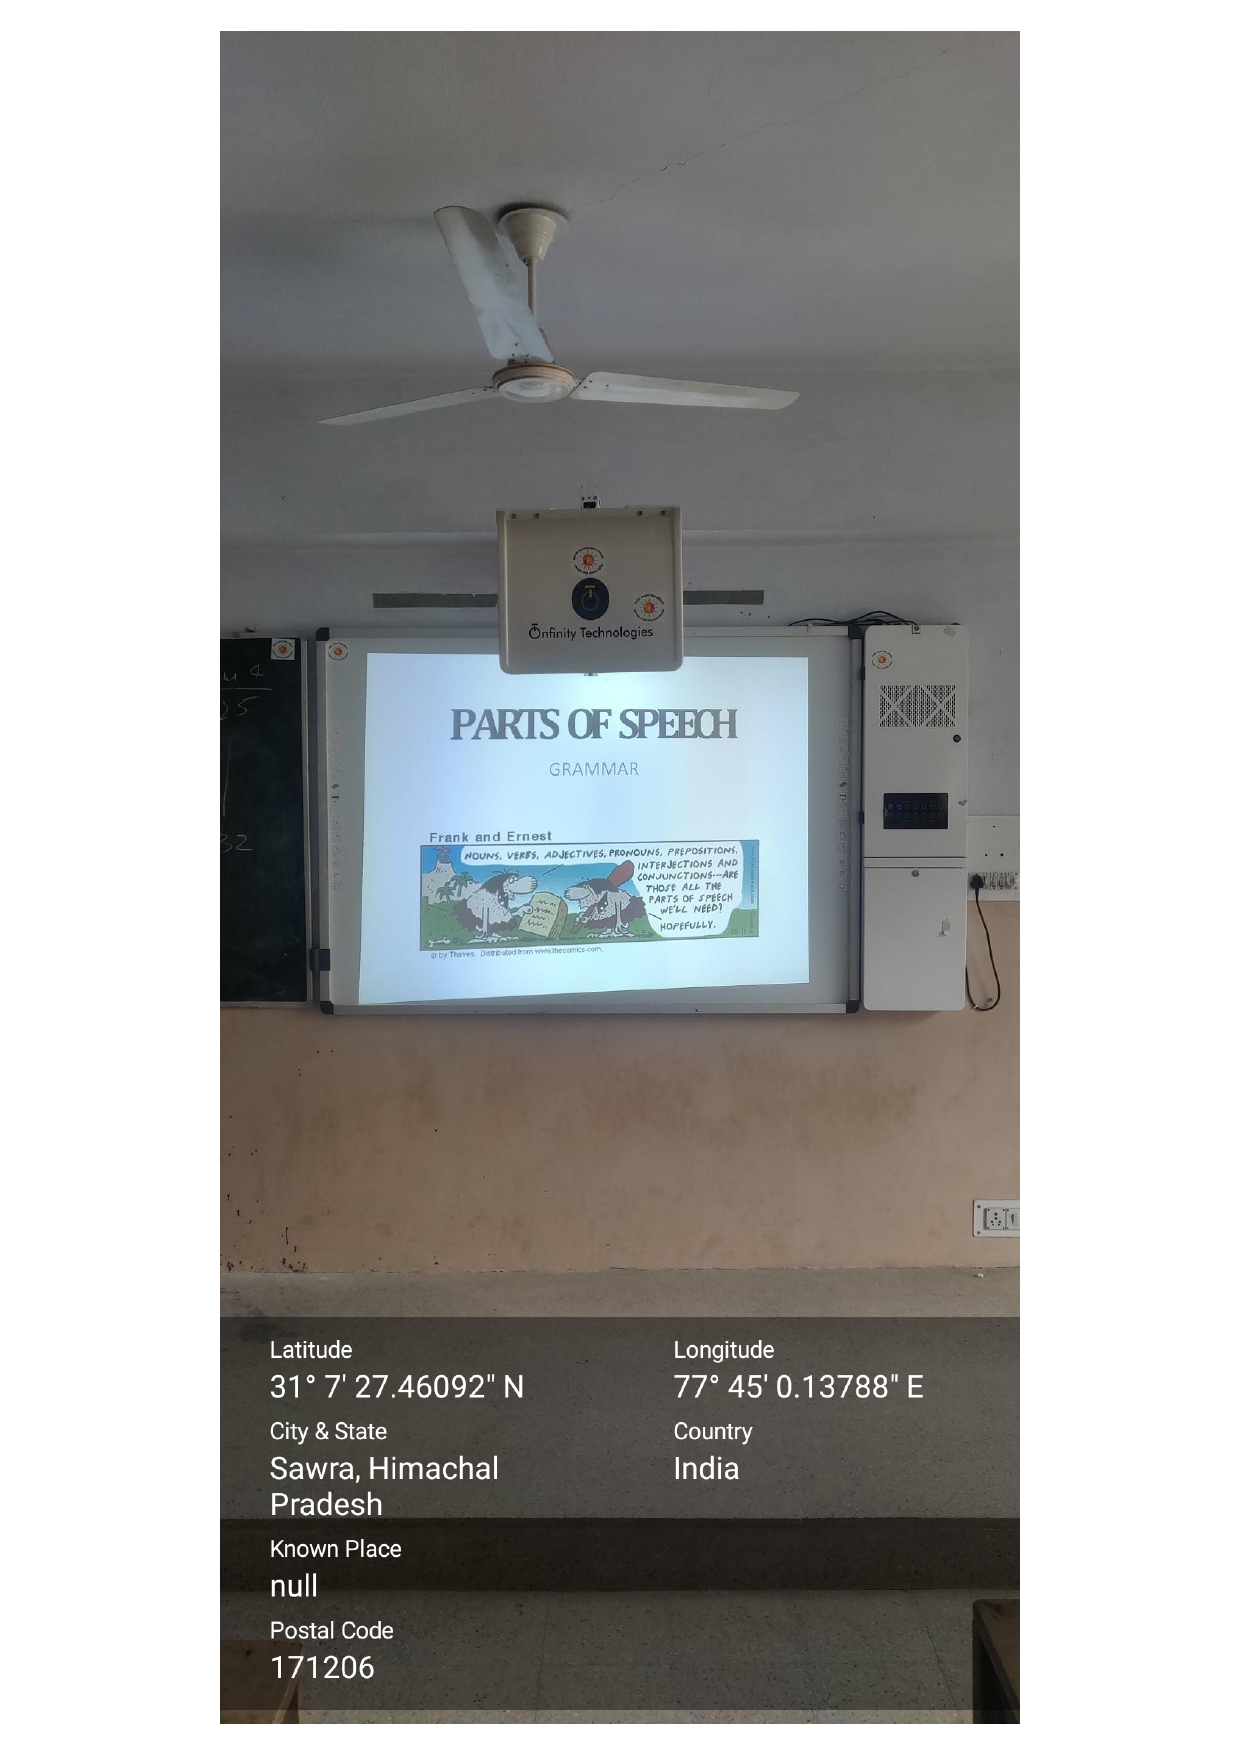 Ōnfinity Technologies
25
32
PARTS OF SPEECH
GRAMMAR
Frank and Ernest
NOUNS, VERBS, ADJECTIVES, PRONOUNS, PREPOSITIONS,
INTERJECTIONS AND
CONJUNCTIONS---ARE
THOSE ALL THE
PARTS OF SPEECH
WE'LL NEED?
HOPEFULLY.
© by Thaves. Distributed from www.thecomics.com.
Latitude
31° 7' 27.46092" N
Longitude
77° 45' 0.13788" E
City & State
Sawra, Himachal
Pradesh
Country
India
Known Place
null
Postal Code
171206